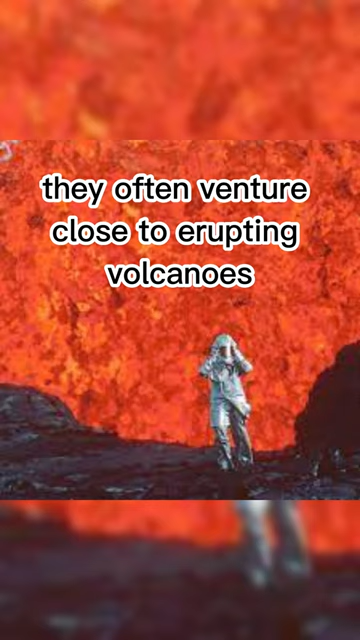 they often venture
close to erupting
volcanoes